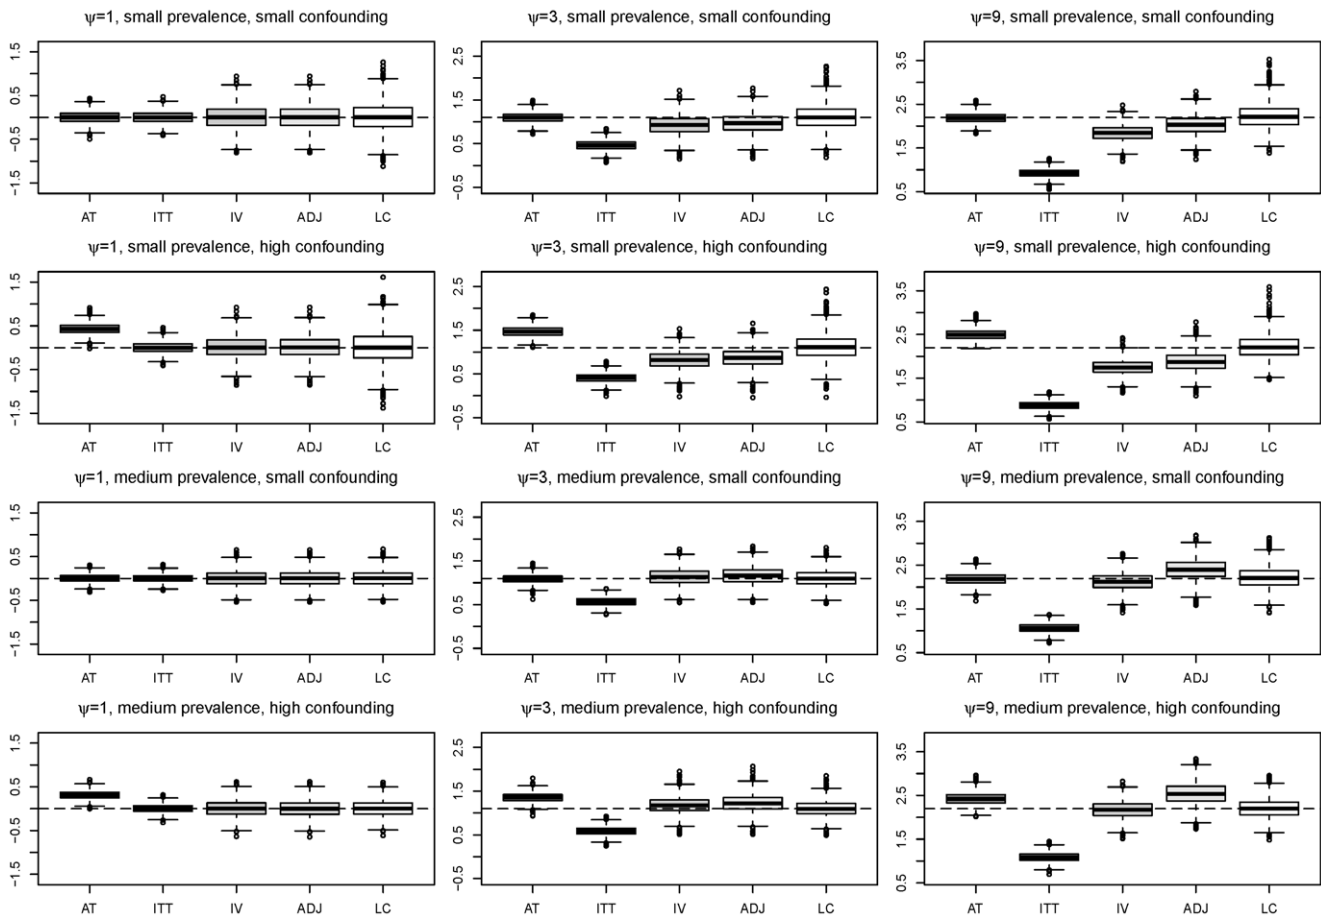 ψ=1, small prevalence, small confounding
1.5
0.5
−0.5
−1.5
AT ITT IV ADJ LC
ψ=3, small prevalence, small confounding
2.5
1.5
0.5
−0.5
AT ITT IV ADJ LC
ψ=9, small prevalence, small confounding
3.5
2.5
1.5
0.5
AT ITT IV ADJ LC
ψ=1, small prevalence, high confounding
1.5
0.5
−0.5
−1.5
AT ITT IV ADJ LC
ψ=3, small prevalence, high confounding
2.5
1.5
0.5
−0.5
AT ITT IV ADJ LC
ψ=9, small prevalence, high confounding
3.5
2.5
1.5
0.5
AT ITT IV ADJ LC
ψ=1, medium prevalence, small confounding
1.5
0.5
−0.5
−1.5
AT ITT IV ADJ LC
ψ=3, medium prevalence, small confounding
2.5
1.5
0.5
−0.5
AT ITT IV ADJ LC
ψ=9, medium prevalence, small confounding
3.5
2.5
1.5
0.5
AT ITT IV ADJ LC
ψ=1, medium prevalence, high confounding
1.5
0.5
−0.5
−1.5
AT ITT IV ADJ LC
ψ=3, medium prevalence, high confounding
2.5
1.5
0.5
−0.5
AT ITT IV ADJ LC
ψ=9, medium prevalence, high confounding
3.5
2.5
1.5
0.5
AT ITT IV ADJ LC